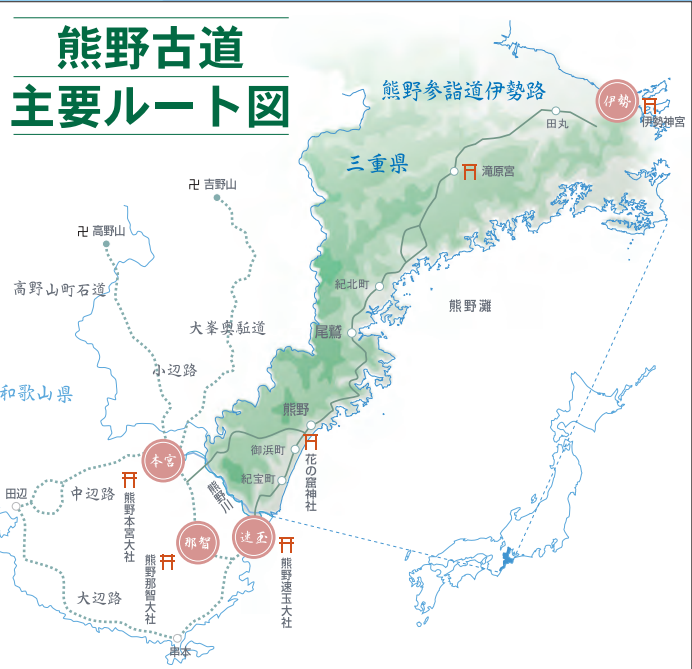 熊野古道
主要ルート図
熊野参詣道伊勢路
伊勢
伊勢神宮
田丸
三重県
滝原宮
吉野山
高野山
高野山町石道
紀北町
熊野灘
大峯奥駈道
尾鷲
小辺路
和歌山県
熊野
御浜町
花の窟神社
本宮
紀宝町
熊野川
田辺
中辺路
熊野本宮大社
那智
速玉
熊野那智大社
熊野速玉大社
大辺路
串本